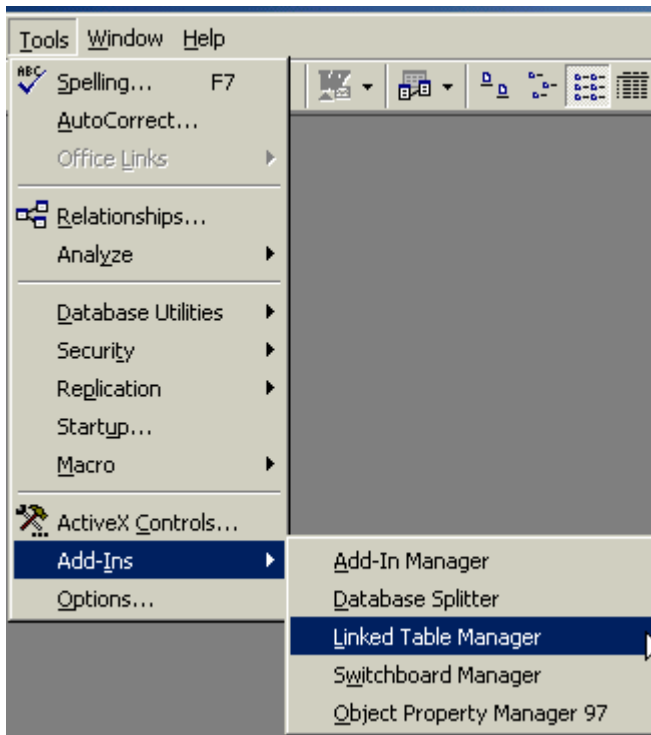 Tools Window Help
ABC
Spelling... F7
AutoCorrect...
Office Links
Relationships...
Analyze
Database Utilities
Security
Replication
Startup...
Macro
ActiveX Controls...
Add-Ins
Options...
Add-In Manager
Database Splitter
Linked Table Manager
Switchboard Manager
Object Property Manager 97